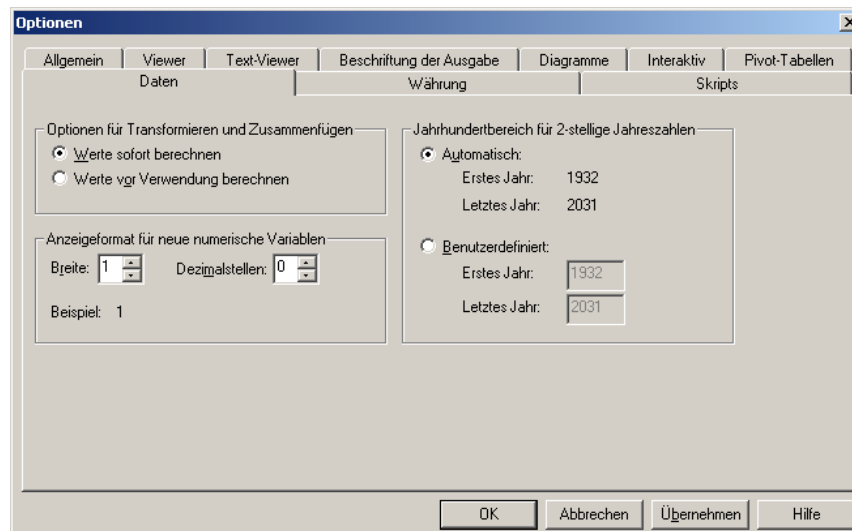 Optionen
Allgemein Viewer Text-Viewer Beschriftung der Ausgabe Diagramme Interaktiv Pivot-Tabellen
Daten Währung Skripts
Optionen für Transformieren und Zusammenfügen
Werte sofort berechnen
Werte vor Verwendung berechnen
Anzeigeformat für neue numerische Variablen
Breite: 1 Dezimalstellen: 0
Beispiel: 1
Jahrhundertbereich für 2-stellige Jahreszahlen
Automatisch:
Erstes Jahr: 1932
Letztes Jahr: 2031
Benutzerdefiniert:
Erstes Jahr: 1932
Letztes Jahr: 2031
OK Abbrechen Übernehmen Hilfe